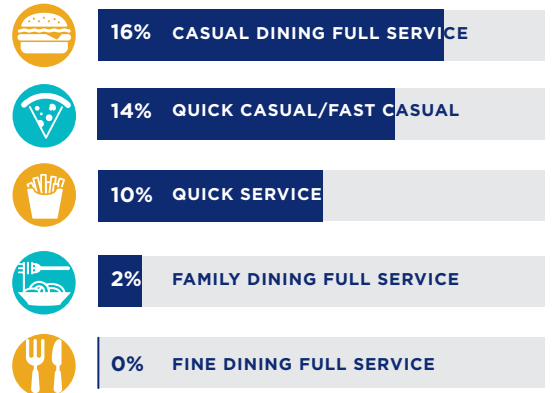 16% CASUAL DINING FULL SERVICE
14% QUICK CASUAL/FAST CASUAL
10% QUICK SERVICE
2% FAMILY DINING FULL SERVICE
0% FINE DINING FULL SERVICE